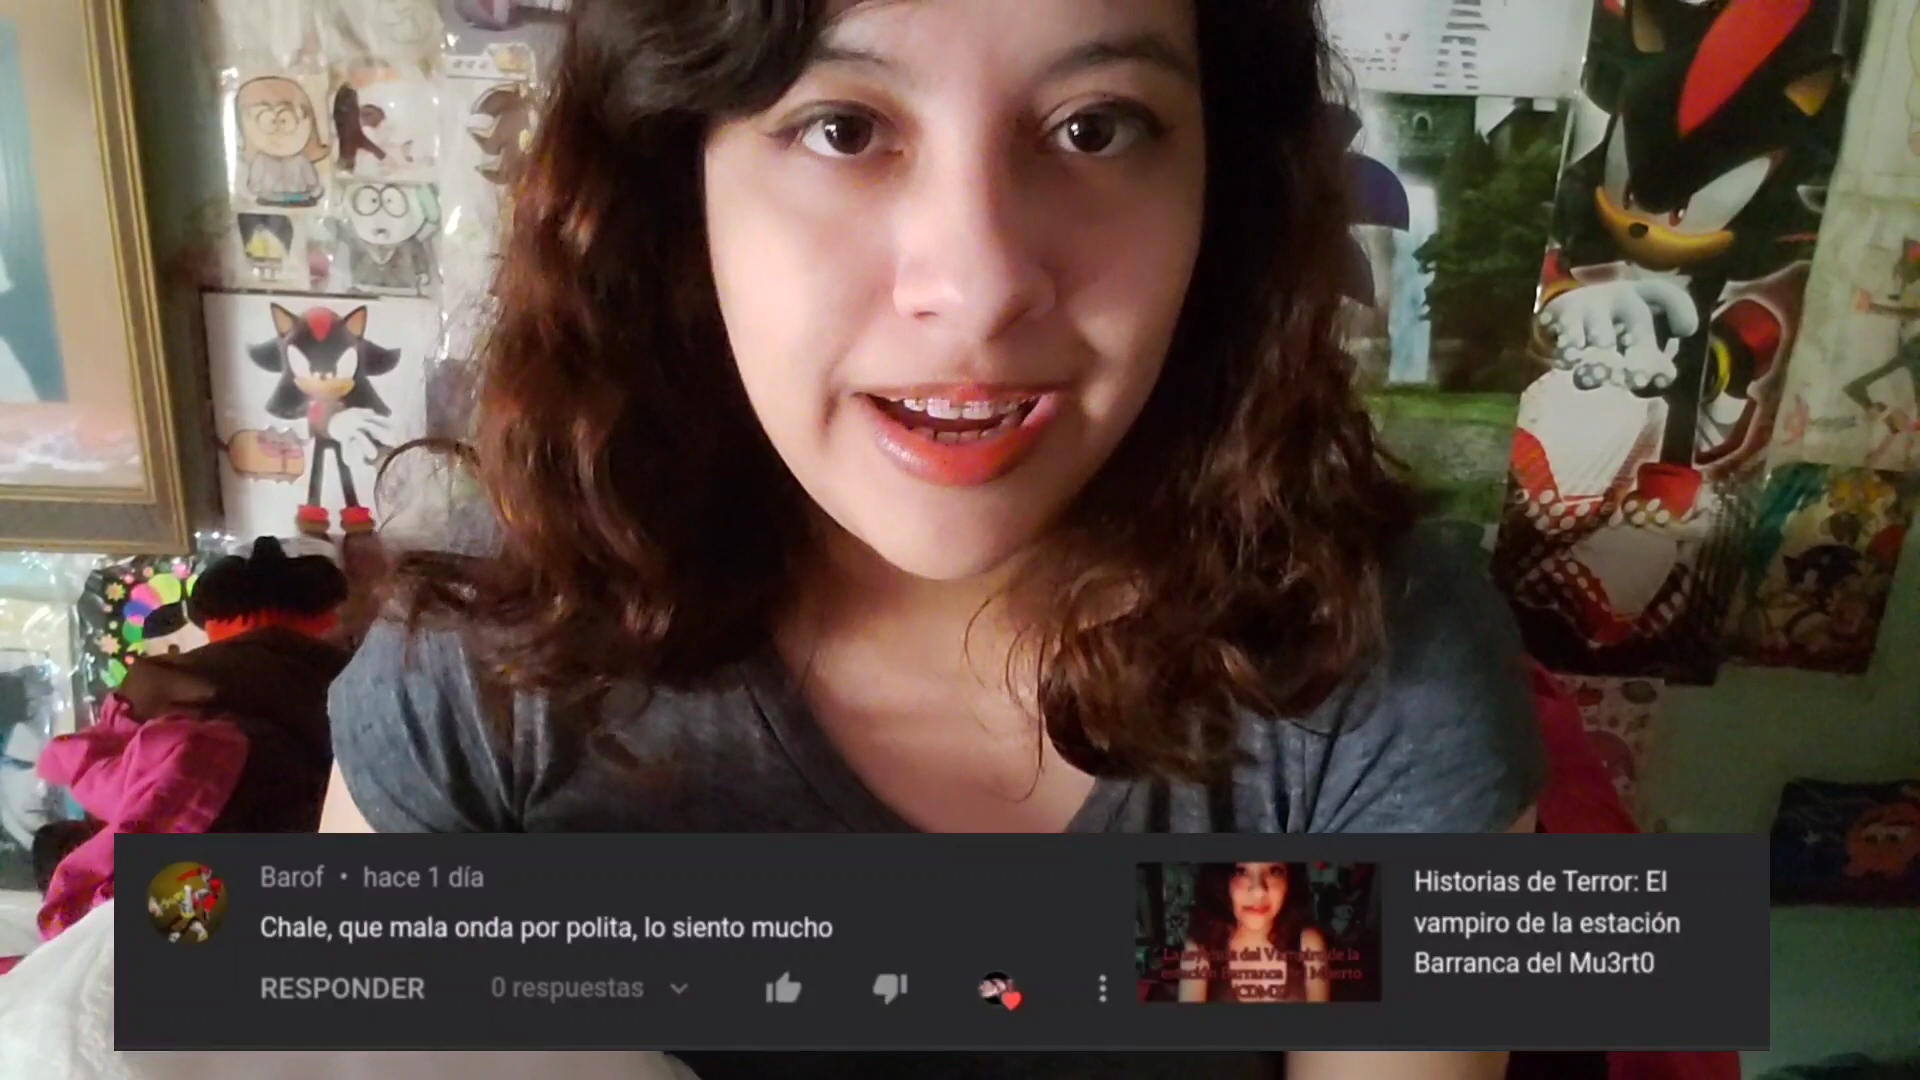 Barof • hace 1 día
Chale, que mala onda por polita, lo siento mucho
RESPONDER 0 respuestas
Historias de Terror: El
vampiro de la estación
Barranca del Mu3rt0